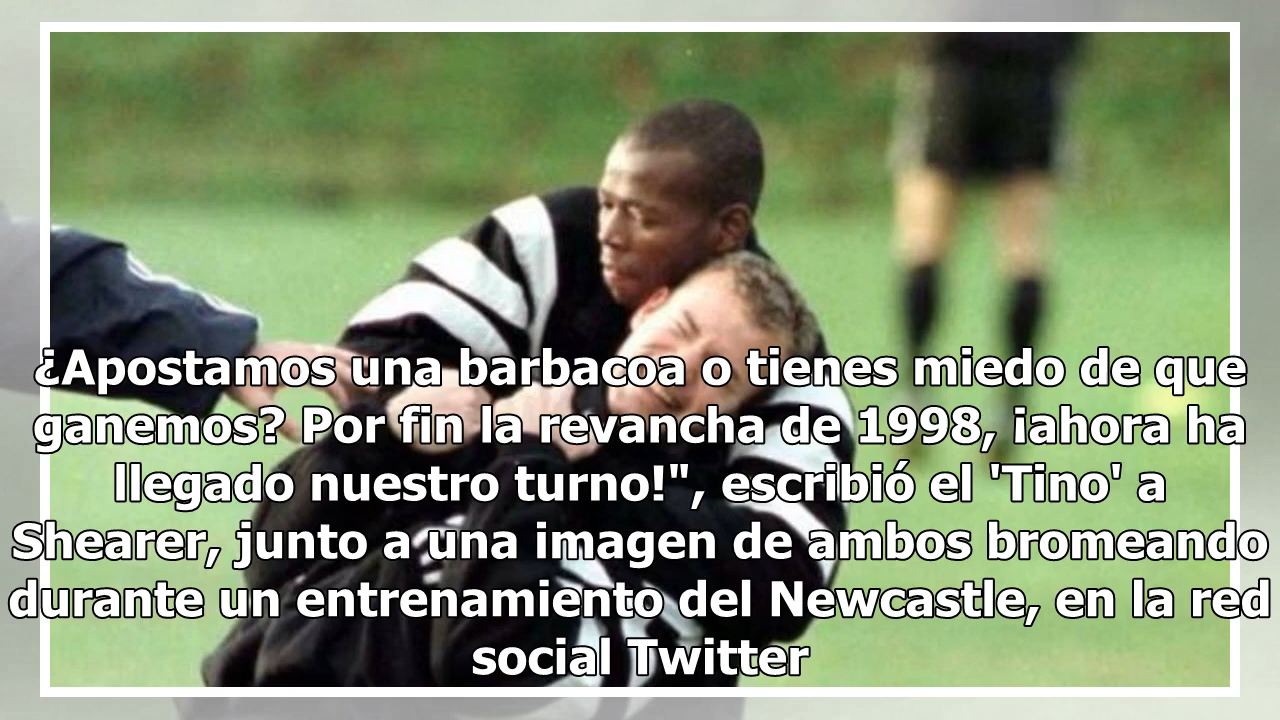 ¿Apostamos una barbacoa o tienes miedo de que
ganemos? Por fin la revancha de 1998, ¡ahora ha
llegado nuestro turno!", escribió el 'Tino' a
Shearer, junto a una imagen de ambos bromeando
durante un entrenamiento del Newcastle, en la red
social Twitter